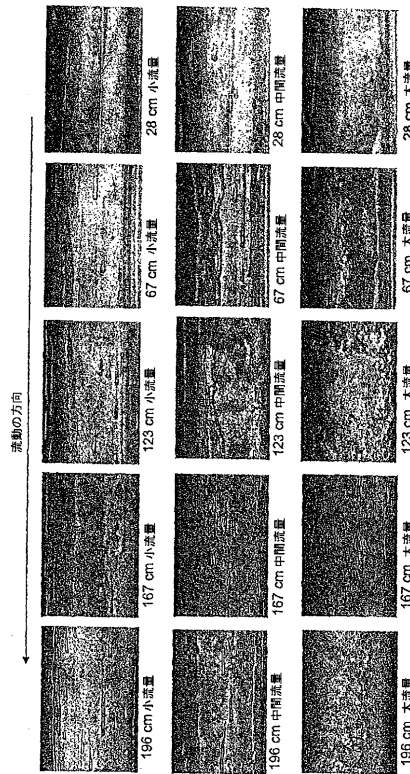 流動の方向
196 cm 小流量
167 cm 小流量
123 cm 小流量
67 cm 小流量
28 cm 小流量
196 cm 中間流量
167 cm 中間流量
123 cm 中間流量
67 cm 中間流量
28 cm 中間流量
196 cm 大流量
167 cm 大流量
123 cm 大流量
67 cm 大流量
28 cm 大流量